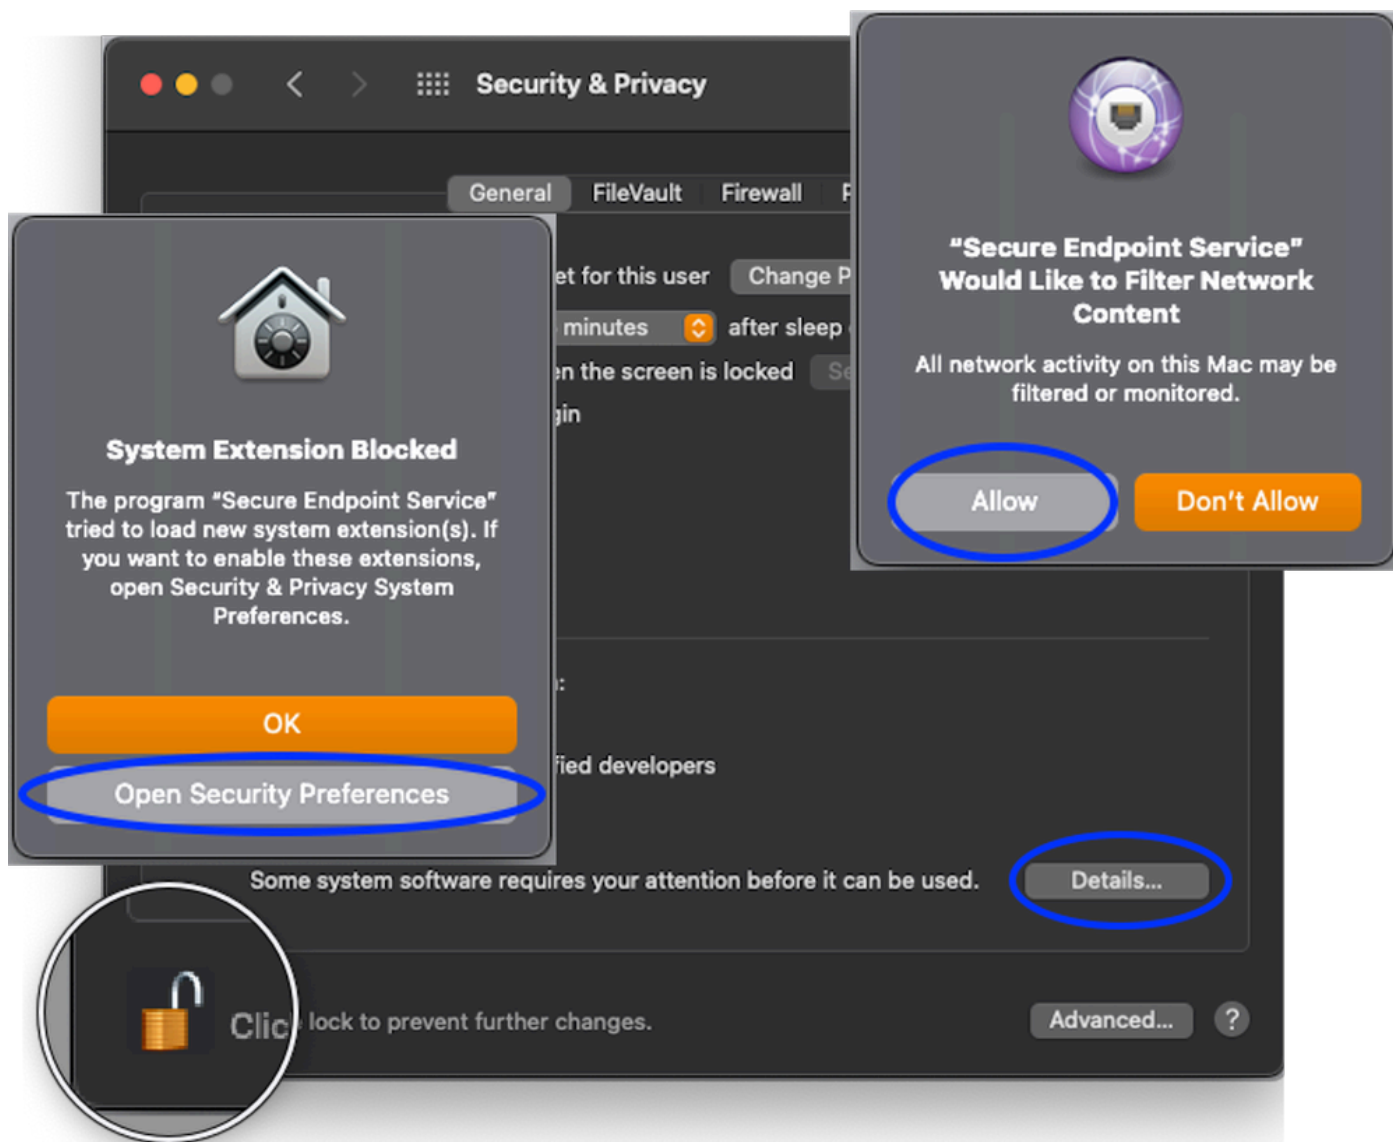 Security & Privacy
General FileVault Firewall
for this user Change
minutes after sleep
the screen is locked
developers
Some system software requires your attention before it can be used. Details...
lock to prevent further changes.
Advanced... ?
System Extension Blocked
The program “Secure Endpoint Service”
tried to load new system extension(s). If
you want to enable these extensions,
open Security & Privacy System
Preferences.
OK
Open Security Preferences
“Secure Endpoint Service”
Would Like to Filter Network
Content
All network activity on this Mac may be
filtered or monitored.
Allow Don't Allow